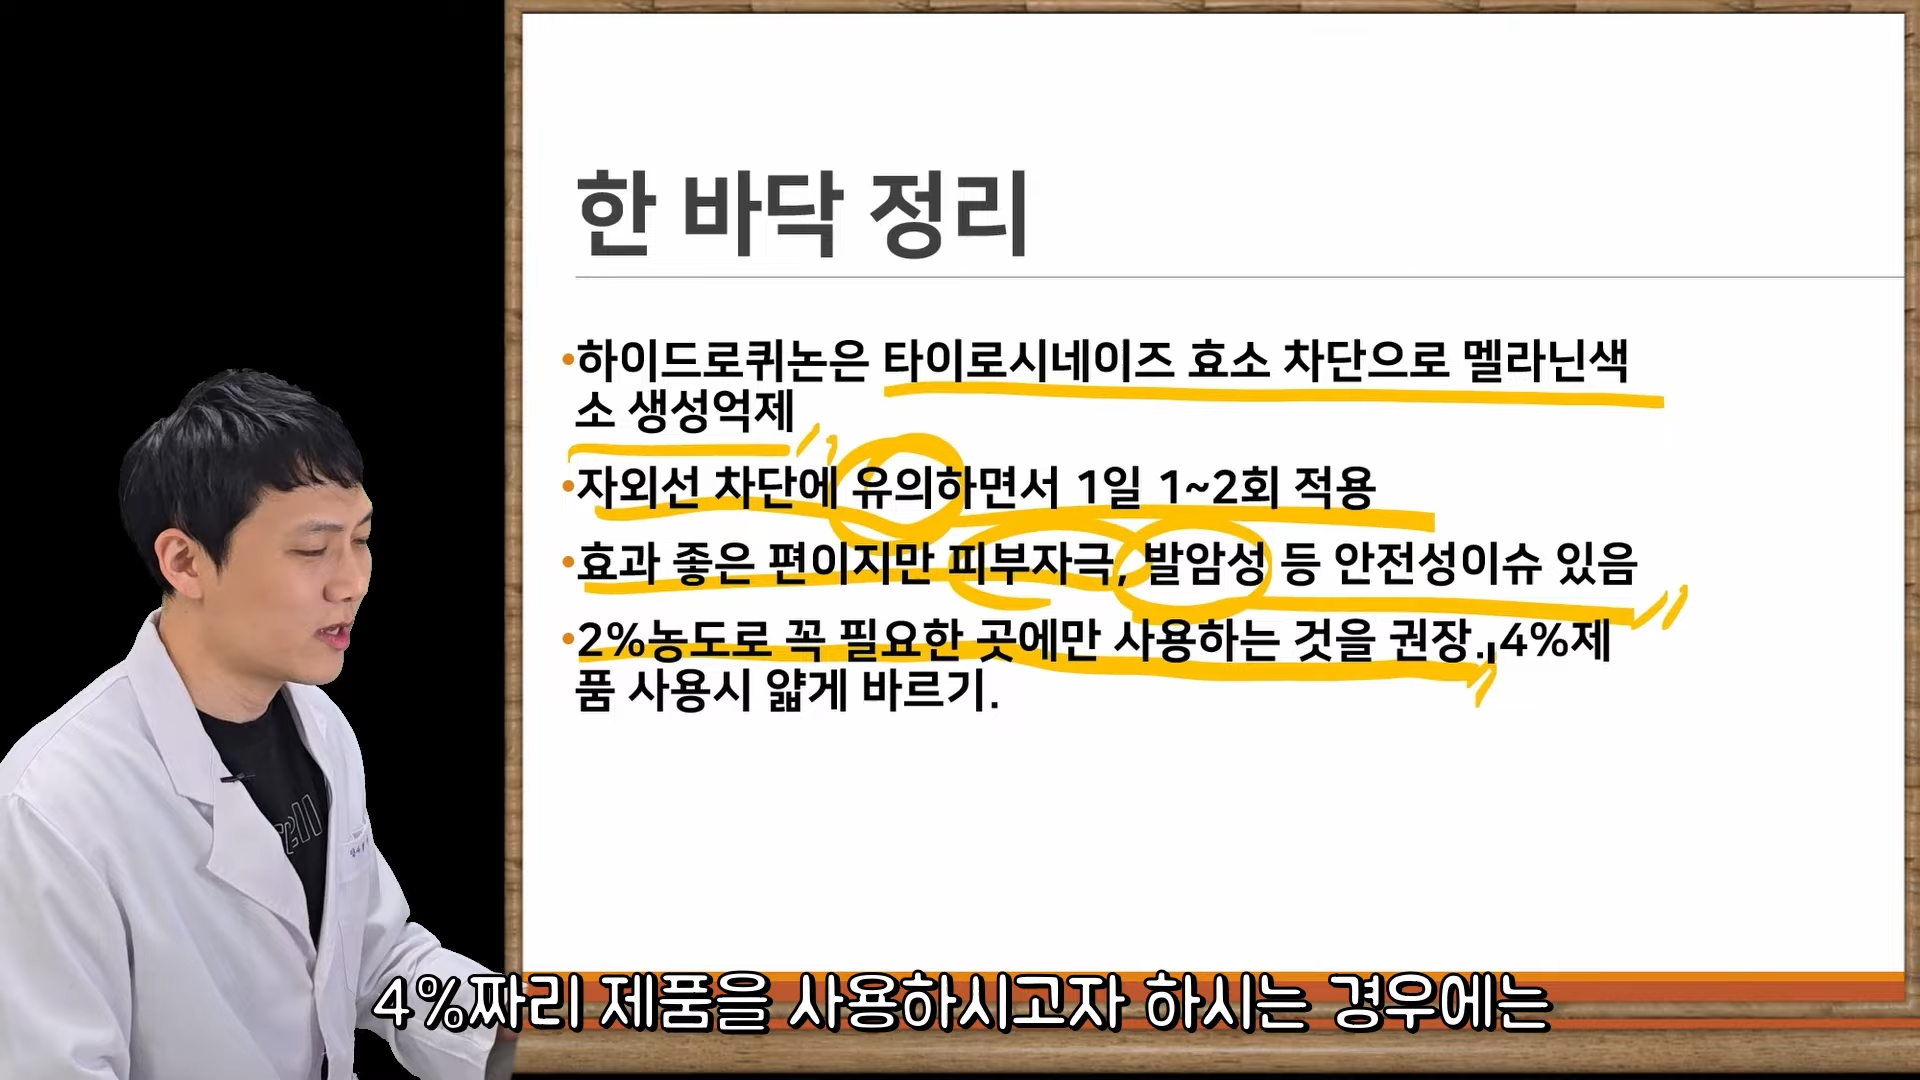 한 바닥 정리
•하이드로퀴논은 타이로시네이즈 효소 차단으로 멜라닌색
소 생성억제
•자외선 차단에 유의하면서 1일 1~2회 적용
•효과 좋은 편이지만 피부자극, 발암성 등 안전성이슈 있음
•2%농도로 꼭 필요한 곳에만 사용하는 것을 권장. 4%제
품 사용시 얇게 바르기.
4%짜리 제품을 사용하시고자 하시는 경우에는